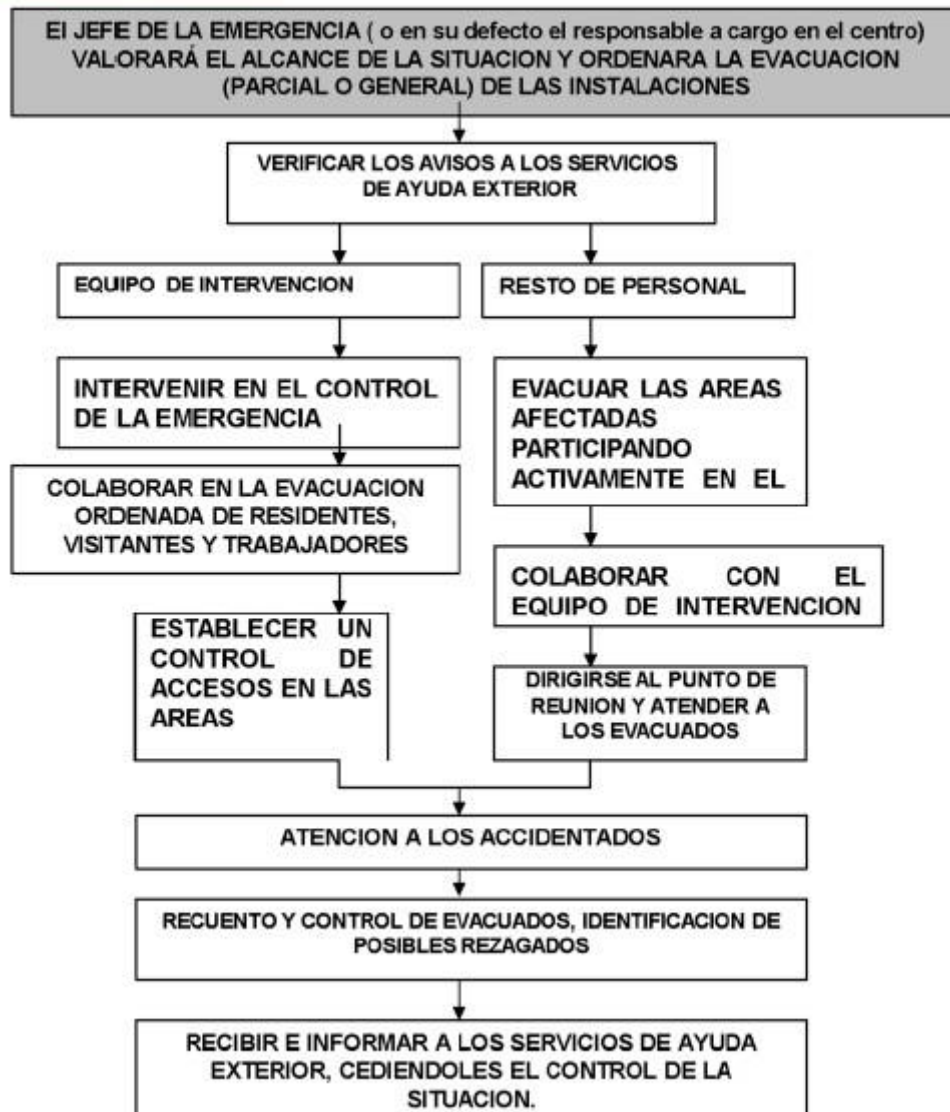 El JEFE DE LA EMERGENCIA ( o en su defecto el responsable a cargo en el centro)
VALORARÁ EL ALCANCE DE LA SITUACION Y ORDENARA LA EVACUACION
(PARCIAL O GENERAL) DE LAS INSTALACIONES
VERIFICAR LOS AVISOS A LOS SERVICIOS
DE AYUDA EXTERIOR
EQUIPO DE INTERVENCION
RESTO DE PERSONAL
INTERVENIR EN EL CONTROL
DE LA EMERGENCIA
EVACUAR LAS AREAS
AFECTADAS
PARTICIPANDO
ACTIVAMENTE EN EL
COLABORAR EN LA EVACUACION
ORDENADA DE RESIDENTES,
VISITANTES Y TRABAJADORES
COLABORAR CON EL
EQUIPO DE INTERVENCION
ESTABLECER UN
CONTROL DE
ACCESOS EN LAS
AREAS
DIRIGIRSE AL PUNTO DE
REUNION Y ATENDER A
LOS EVACUADOS
ATENCION A LOS ACCIDENTADOS
RECUENTO Y CONTROL DE EVACUADOS, IDENTIFICACION DE
POSIBLES REZAGADOS
RECIBIR E INFORMAR A LOS SERVICIOS DE AYUDA
EXTERIOR, CEDIENDOLES EL CONTROL DE LA
SITUACION.